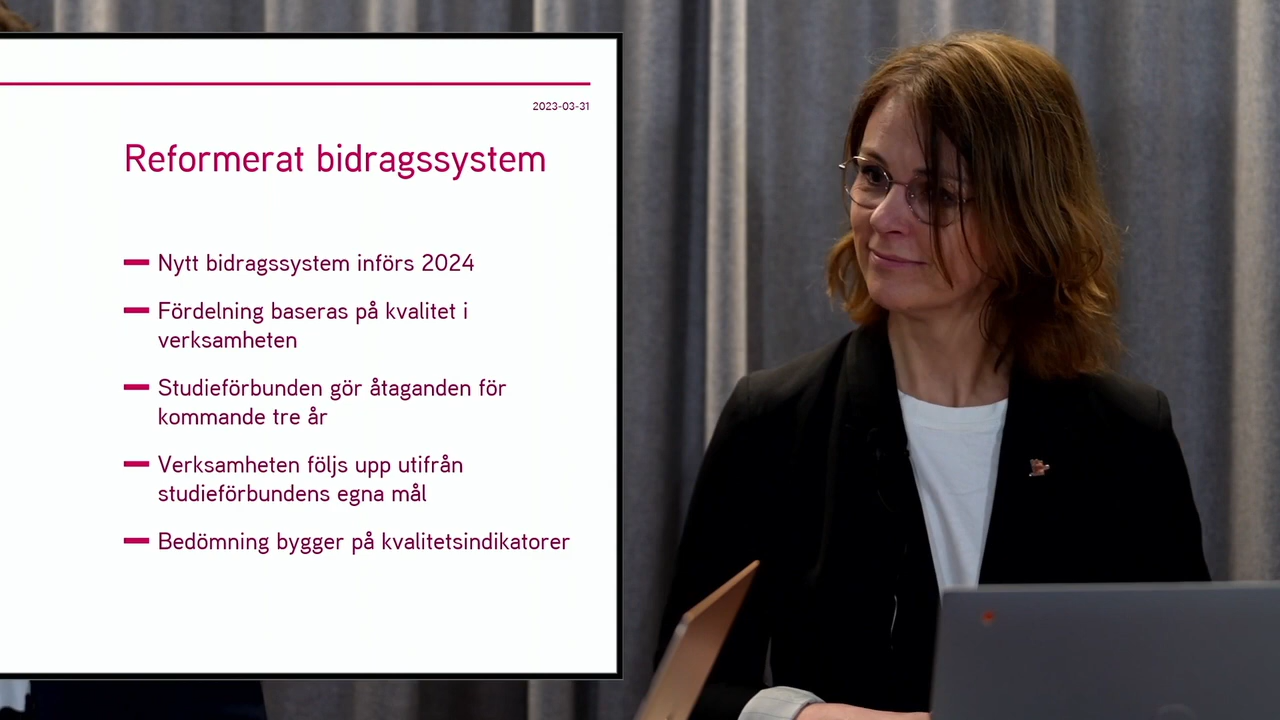 2023-03-31
Reformerat bidragssystem
Nytt bidragssystem införs 2024
Fördelning baseras på kvalitet i
verksamheten
Studieförbunden gör åtaganden för
kommande tre år
Verksamheten följs upp utifrån
studieförbundens egna mål
Bedömning bygger på kvalitetsindikatorer